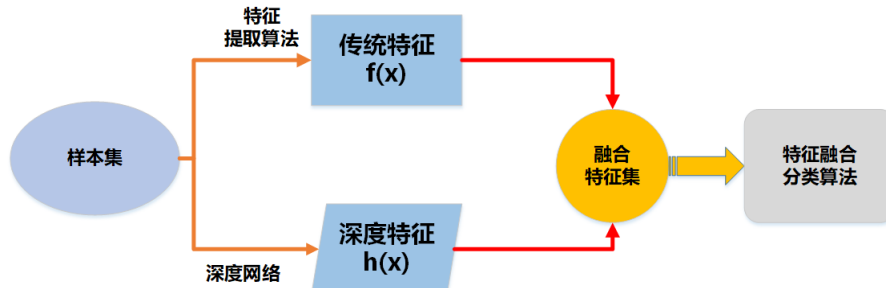 特征
提取算法
传统特征
f(x)
样本集
融合
特征集
特征融合
分类算法
深度特征
h(x)
深度网络